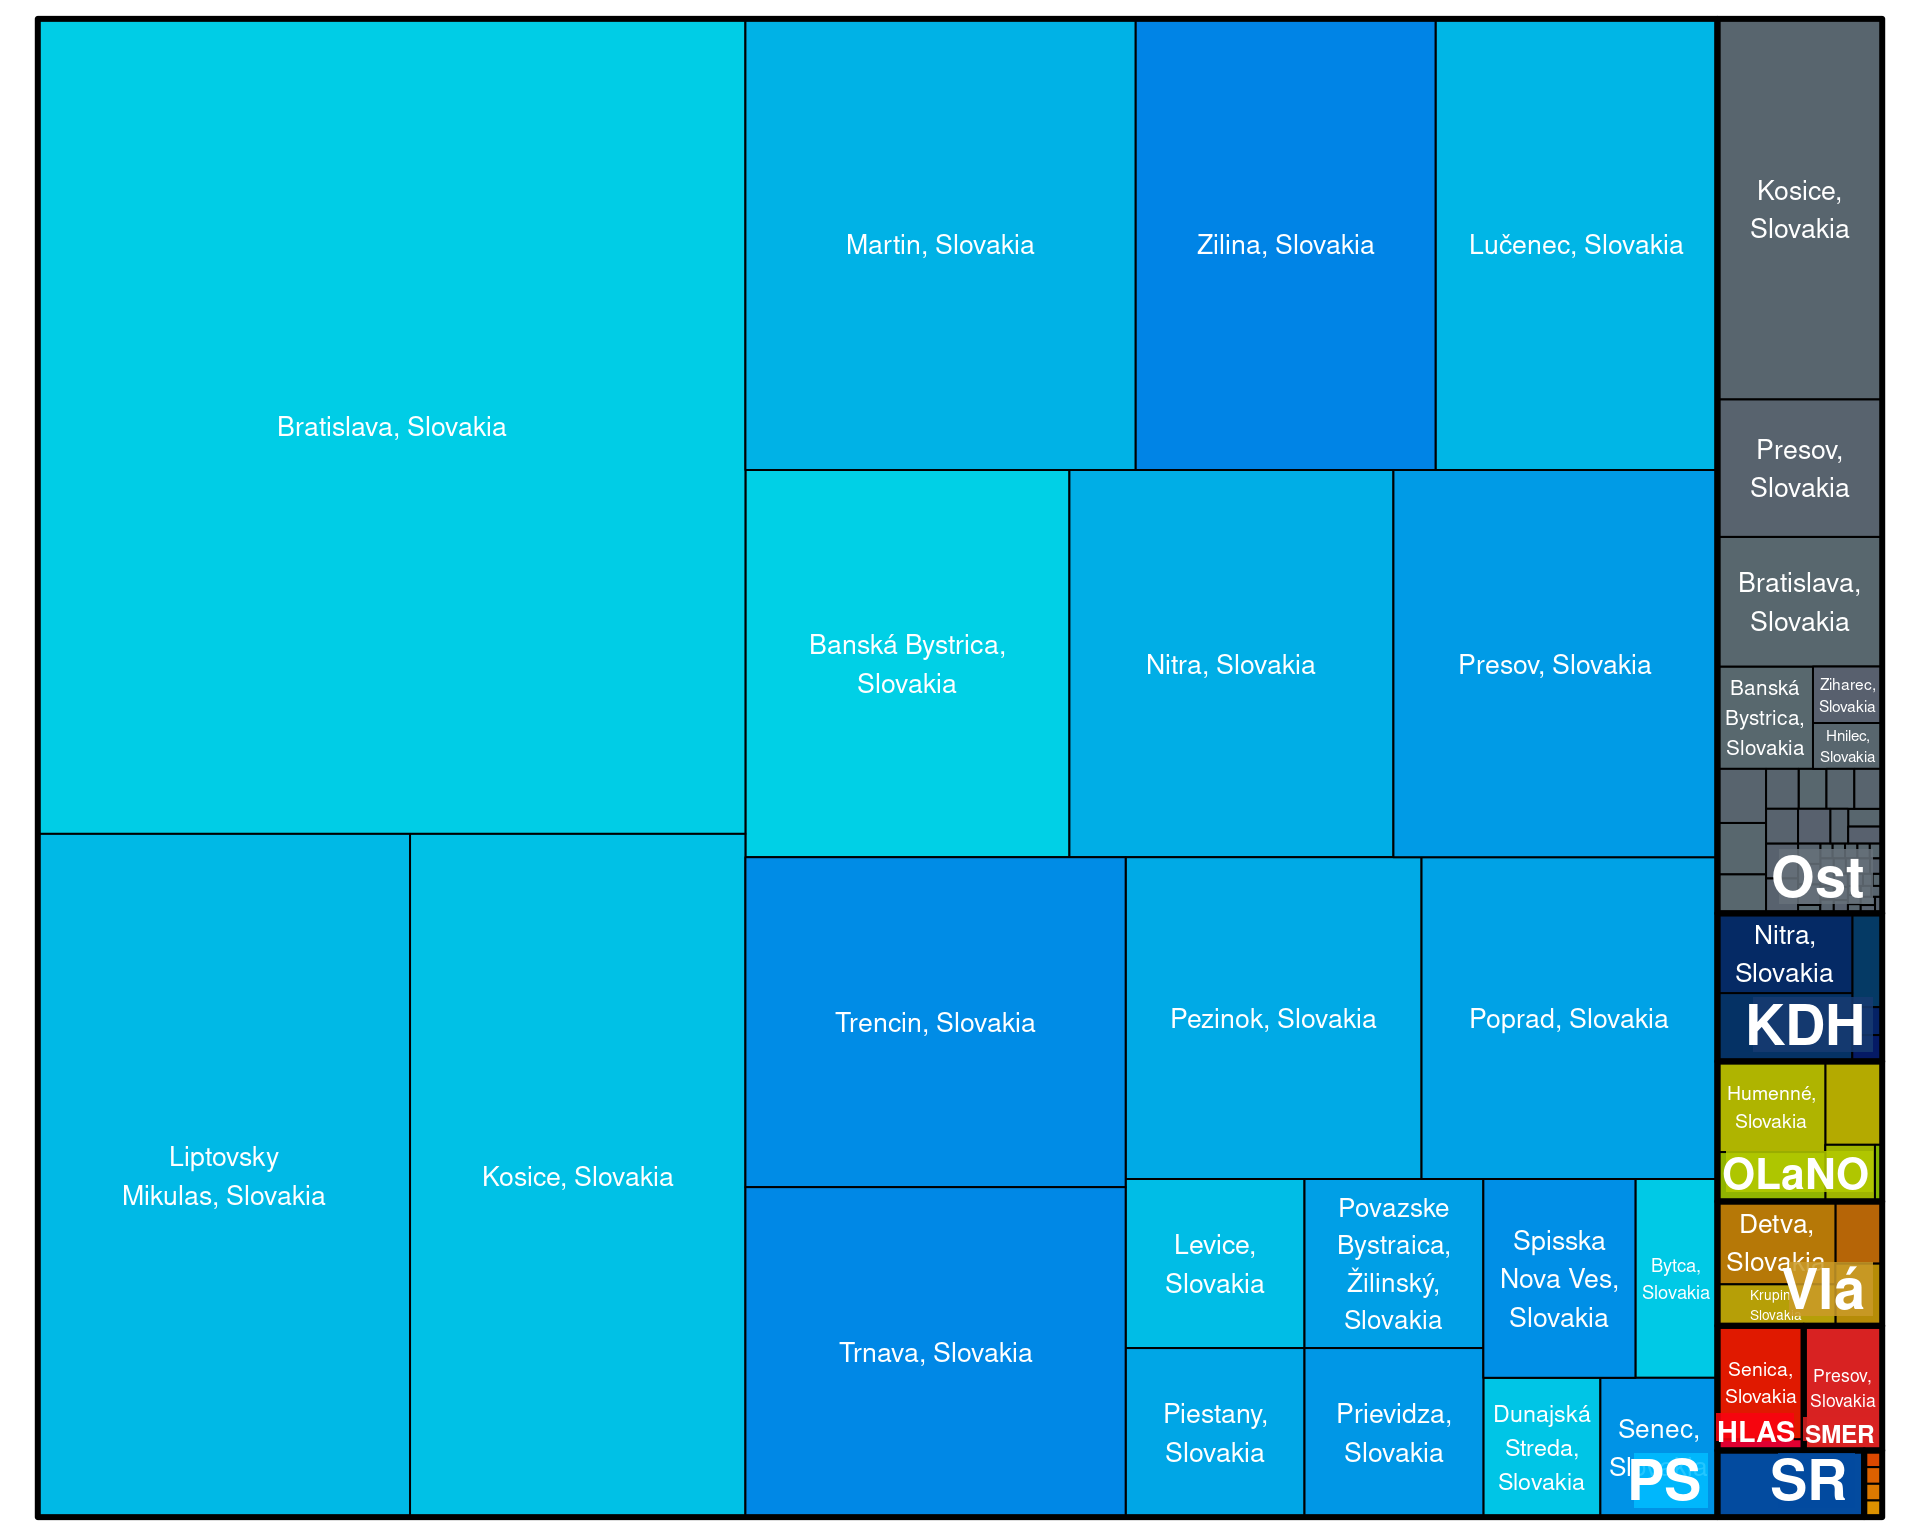 Bratislava, Slovakia
Martin, Slovakia
Zilina, Slovakia
Lučenec, Slovakia
Banská Bystrica,
Slovakia
Nitra, Slovakia
Presov, Slovakia
Liptovsky
Mikulas, Slovakia
Kosice, Slovakia
Trencin, Slovakia
Trnava, Slovakia
Pezinok, Slovakia
Poprad, Slovakia
Levice,
Slovakia
Povazske
Bystraica,
Žilinský,
Slovakia
Spisska
Nova Ves,
Slovakia
Bytca,
Slovakia
Piestany,
Slovakia
Prievidza,
Slovakia
Dunajská
Streda,
Slovakia
Senec,
Slovakia
PS
Kosice,
Slovakia
Presov,
Slovakia
Bratislava,
Slovakia
Banská
Bystrica,
Slovakia
Ziharec,
Slovakia
Hnilec,
Slovakia
Ost
Nitra,
Slovakia
KDH
Humenné,
Slovakia
OLaNO
Detva,
Slovakia
Slovakia
Vlá
Senica,
Slovakia
HLAS
Presov,
Slovakia
SMER
SR